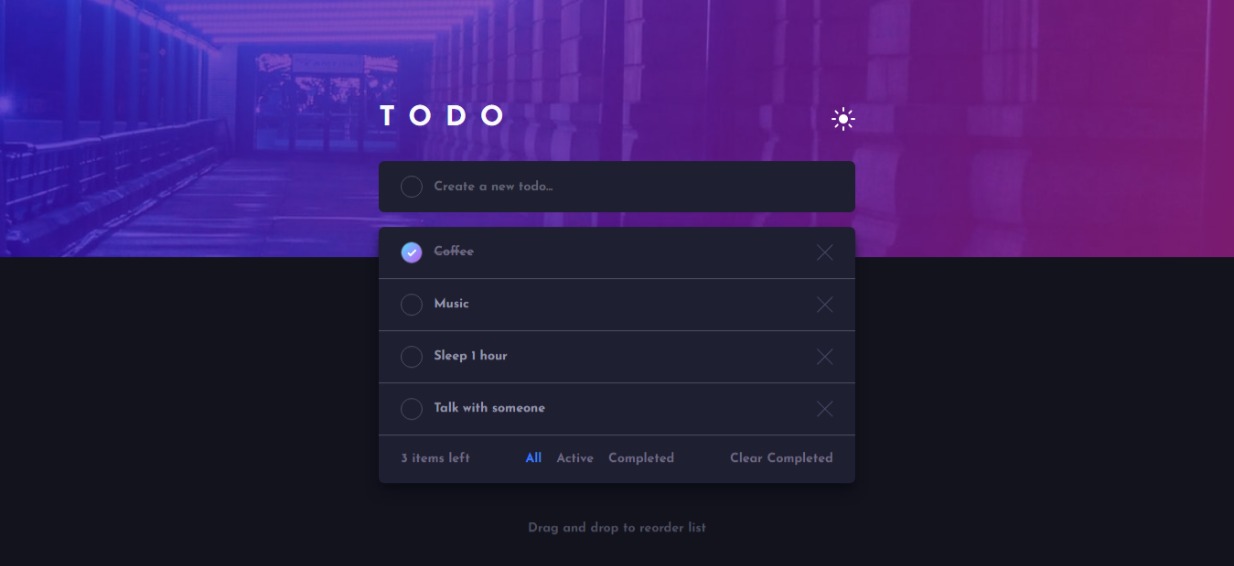 TODO
Create a new todo...
Coffee
Music
Sleep 1 hour
Talk with someone
3 items left All Active Completed Clear Completed
Drag and drop to reorder list